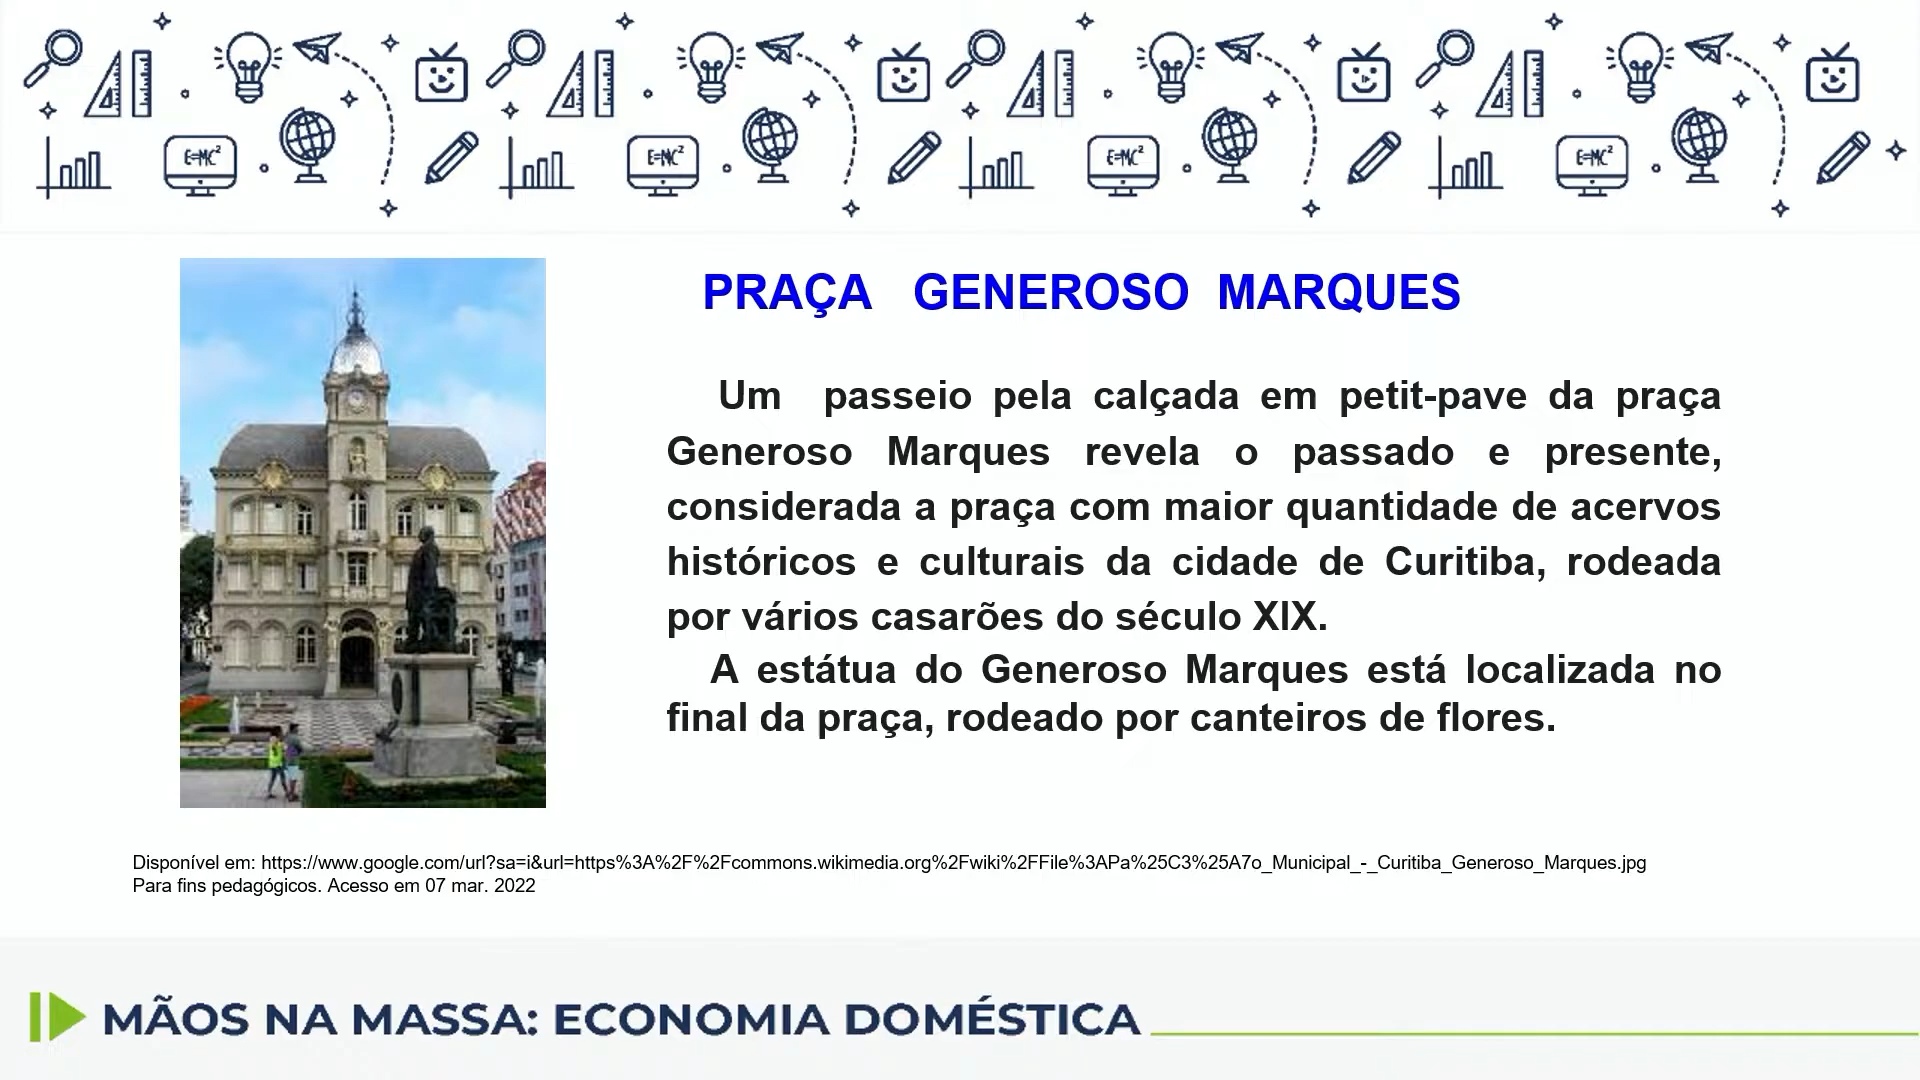 E=MC²
E=MC²
E=MC²
E=MC²
PRAÇA GENEROSO MARQUES
Um passeio pela calçada em petit-pave da praça
Generoso Marques revela o passado e presente,
considerada a praça com maior quantidade de acervos
históricos e culturais da cidade de Curitiba, rodeada
por vários casarões do século XIX.
A estátua do Generoso Marques está localizada no
final da praça, rodeado por canteiros de flores.
Disponível em: https://www.google.com/url?sa=i&url=https%3A%2F%2Fcommons.wikimedia.org%2Fwiki%2FFile%3APa%25C3%25A7o_Municipal_-_Curitiba_Generoso_Marques.jpg
Para fins pedagógicos. Acesso em 07 mar. 2022
MÃOS NA MASSA: ECONOMIA DOMÉSTICA